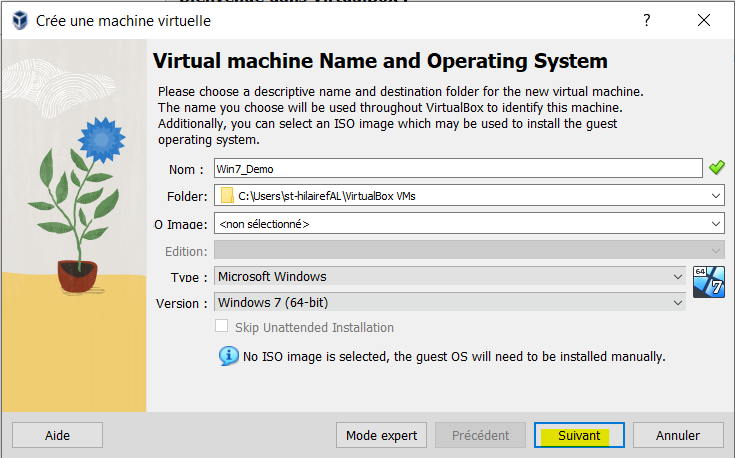 Crée une machine virtuelle
Virtual machine Name and Operating System
Please choose a descriptive name and destination folder for the new virtual machine.
The name you choose will be used throughout VirtualBox to identify this machine.
Additionally, you can select an ISO image which may be used to install the guest
operating system.
Nom : Win7_Demo
Folder: C:\Users\st-hilairefAL\VirtualBox VMs
O Image: <non sélectionné>
Edition:
Type : Microsoft Windows
64
7
Version : Windows 7 (64-bit)
Skip Unattended Installation
No ISO image is selected, the guest OS will need to be installed manually.
Aide Mode expert Précédent Suivant Annuler